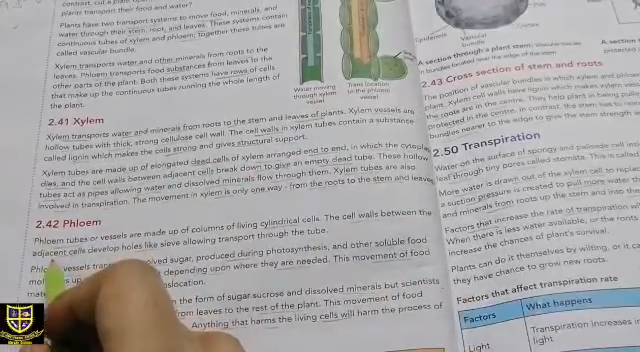 plants transport their food and water?
Plants have two transport systems to move food, minerals, and
water through their stem, root, and leaves. These systems contain
continuous tubes of xylem and phloem; together these tubes are
called vascular bundle.
Xylem transports water and other minerals from roots to the
leaves. Phloem transports food substances from leaves to the
other parts of the plant. Both these systems have rows of cells
that make up the continuous tubes running the whole length of
the plant.
Water moving
through xylem
vessel
Translocation
in the phloem
vessel
2.41 Xylem
Xylem transports water and minerals from roots to the stem and leaves of plants. Xylem vessels are
hollow tubes with thick, strong cellulose cell wall. The cell walls in xylem tubes contain a substance
called lignin which makes the cells strong and gives structural support.
Xylem tubes are made up of elongated dead cells of xylem arranged end to end, in which the cytoplas
dies, and the cell walls between adjacent cells break down to give an empty dead tube. These hollow
tubes act as pipes allowing water and dissolved minerals flow through them. Xylem tubes are also
involved in transpiration. The movement in xylem is only one way - from the roots to the stem and leaves
2.42 Phloem
Phloem tubes or vessels are made up of columns of living cylindrical cells. The cell walls between the
adjacent cells develop holes like sieve allowing transport through the tube.
vessels sugar, produced during photosynthesis, and other soluble food
up depending upon where they are needed. This movement of food
location.
in the form of sugar sucrose and dissolved minerals but scientists
from leaves to the rest of the plant. This movement of food
Anything that harms the living cells will harm the process of
Epidermis
Vascular
bundle
A section through a plant stem:
in bundles located near the edge of the stem
A section
2.43 Cross section of stem and roots
The position of vascular bundles in which xylem and phloem
plant. Xylem cell walls have lignin which makes xylem ves
the roots are in the centre. They help plant in being pulle
protected in the centre. In contrast, the stem has to res
bundles nearer to the edge to give the stem strength a
2.50 Transpiration
Water on the surface of spongy and palisade cell insi
leaf through tiny pores called stomata. This is called
More water is drawn out of the xylem cell to replac
a suction pressure is created to pull more water th
and minerals from roots up the stem and into the
Factors that increase the rate of transpiration wi
When there is less water available, or the roots
increase the chances of plant's survival.
Plants can do it themselves by wilting, or it ca
they have chance to grow new roots.
Factors that affect transpiration rate
Factors
What happens
Light
Transpiration increases in